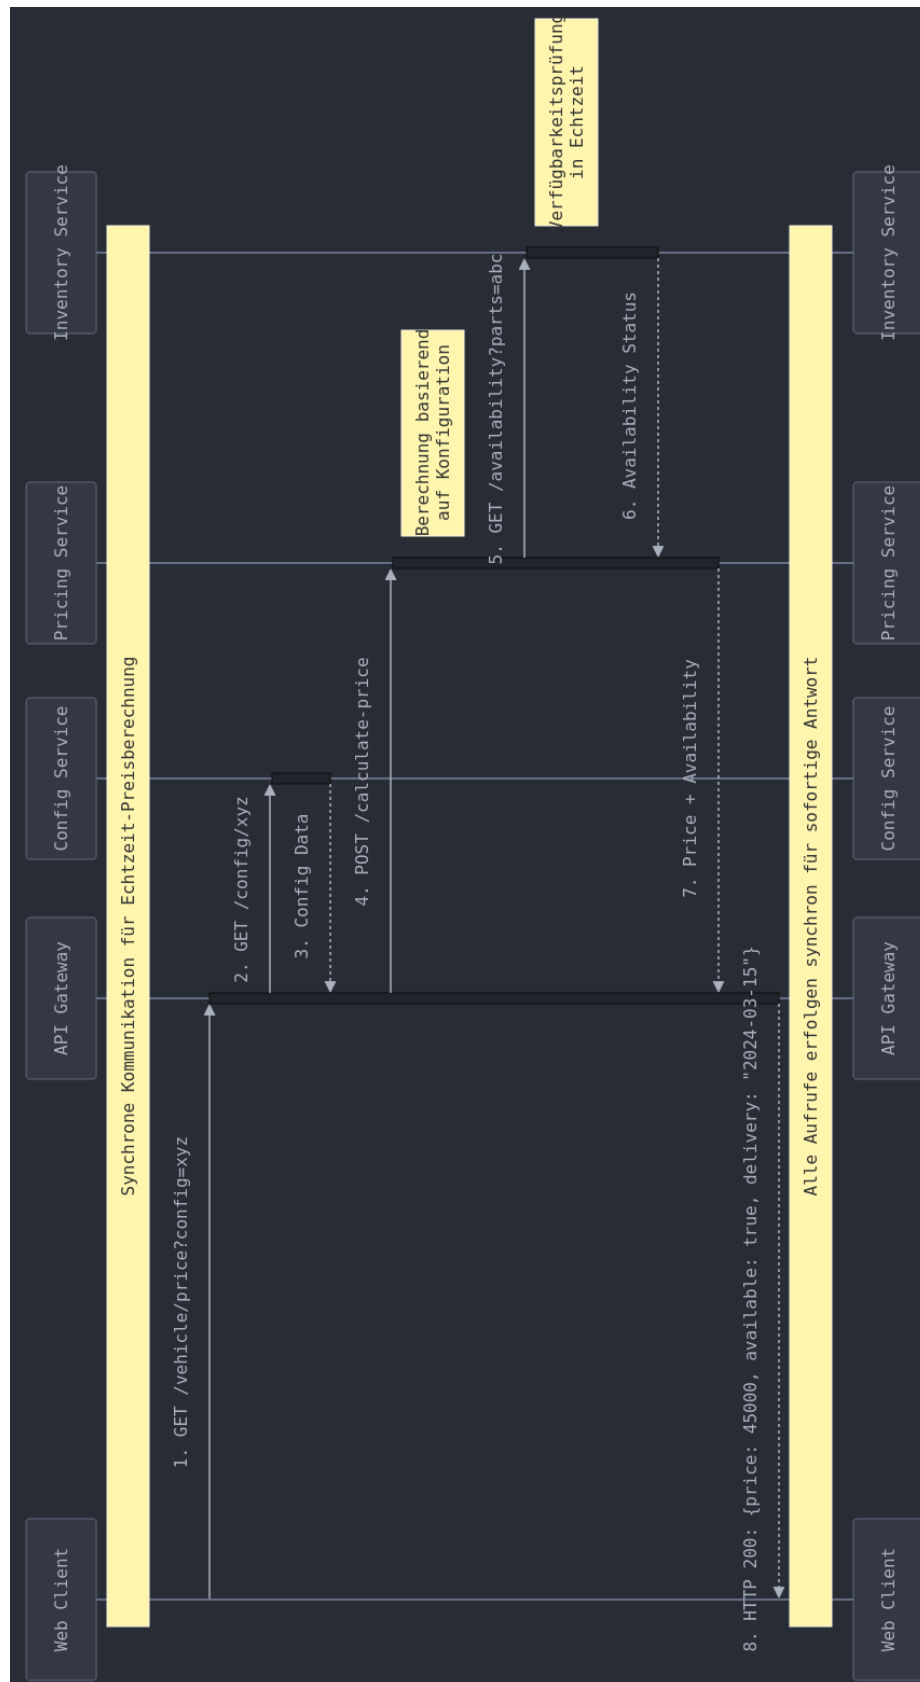 Web Client
API Gateway
Config Service
Pricing Service
Inventory Service
Synchrone Kommunikation für Echtzeit-Preisberechnung
1. GET /vehicle/price?config=xyz
2. GET /config/xyz
3. Config Data
4. POST /calculate-price
Berechnung basierend
auf Konfiguration
5. GET /availability?parts=abc
Verfügbarkeitsprüfung
in Echtzeit
6. Availability Status
7. Price + Availability
8. HTTP 200: {price: 45000, available: true, delivery: "2024-03-15"}
Alle Aufrufe erfolgen synchron für sofortige Antwort
Web Client
API Gateway
Config Service
Pricing Service
Inventory Service